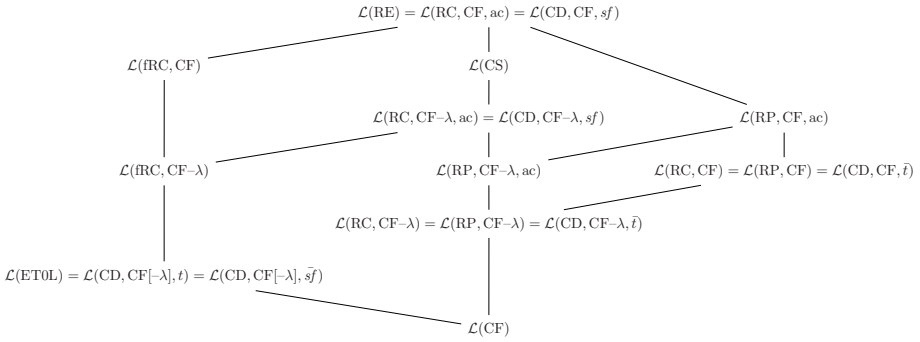 ℒ(RE) = ℒ(RC, CF, ac) = ℒ(CD, CF, sf)
ℒ(fRC, CF)
ℒ(CS)
ℒ(RC, CF–λ, ac) = ℒ(CD, CF–λ, sf)
ℒ(RP, CF, ac)
ℒ(fRC, CF–λ)
ℒ(RP, CF–λ, ac)
ℒ(RC, CF) = ℒ(RP, CF) = ℒ(CD, CF, t̄)
ℒ(RC, CF–λ) = ℒ(RP, CF–λ) = ℒ(CD, CF–λ, t̄)
ℒ(ET0L) = ℒ(CD, CF[–λ], t) = ℒ(CD, CF[–λ], s̄f)
ℒ(CF)